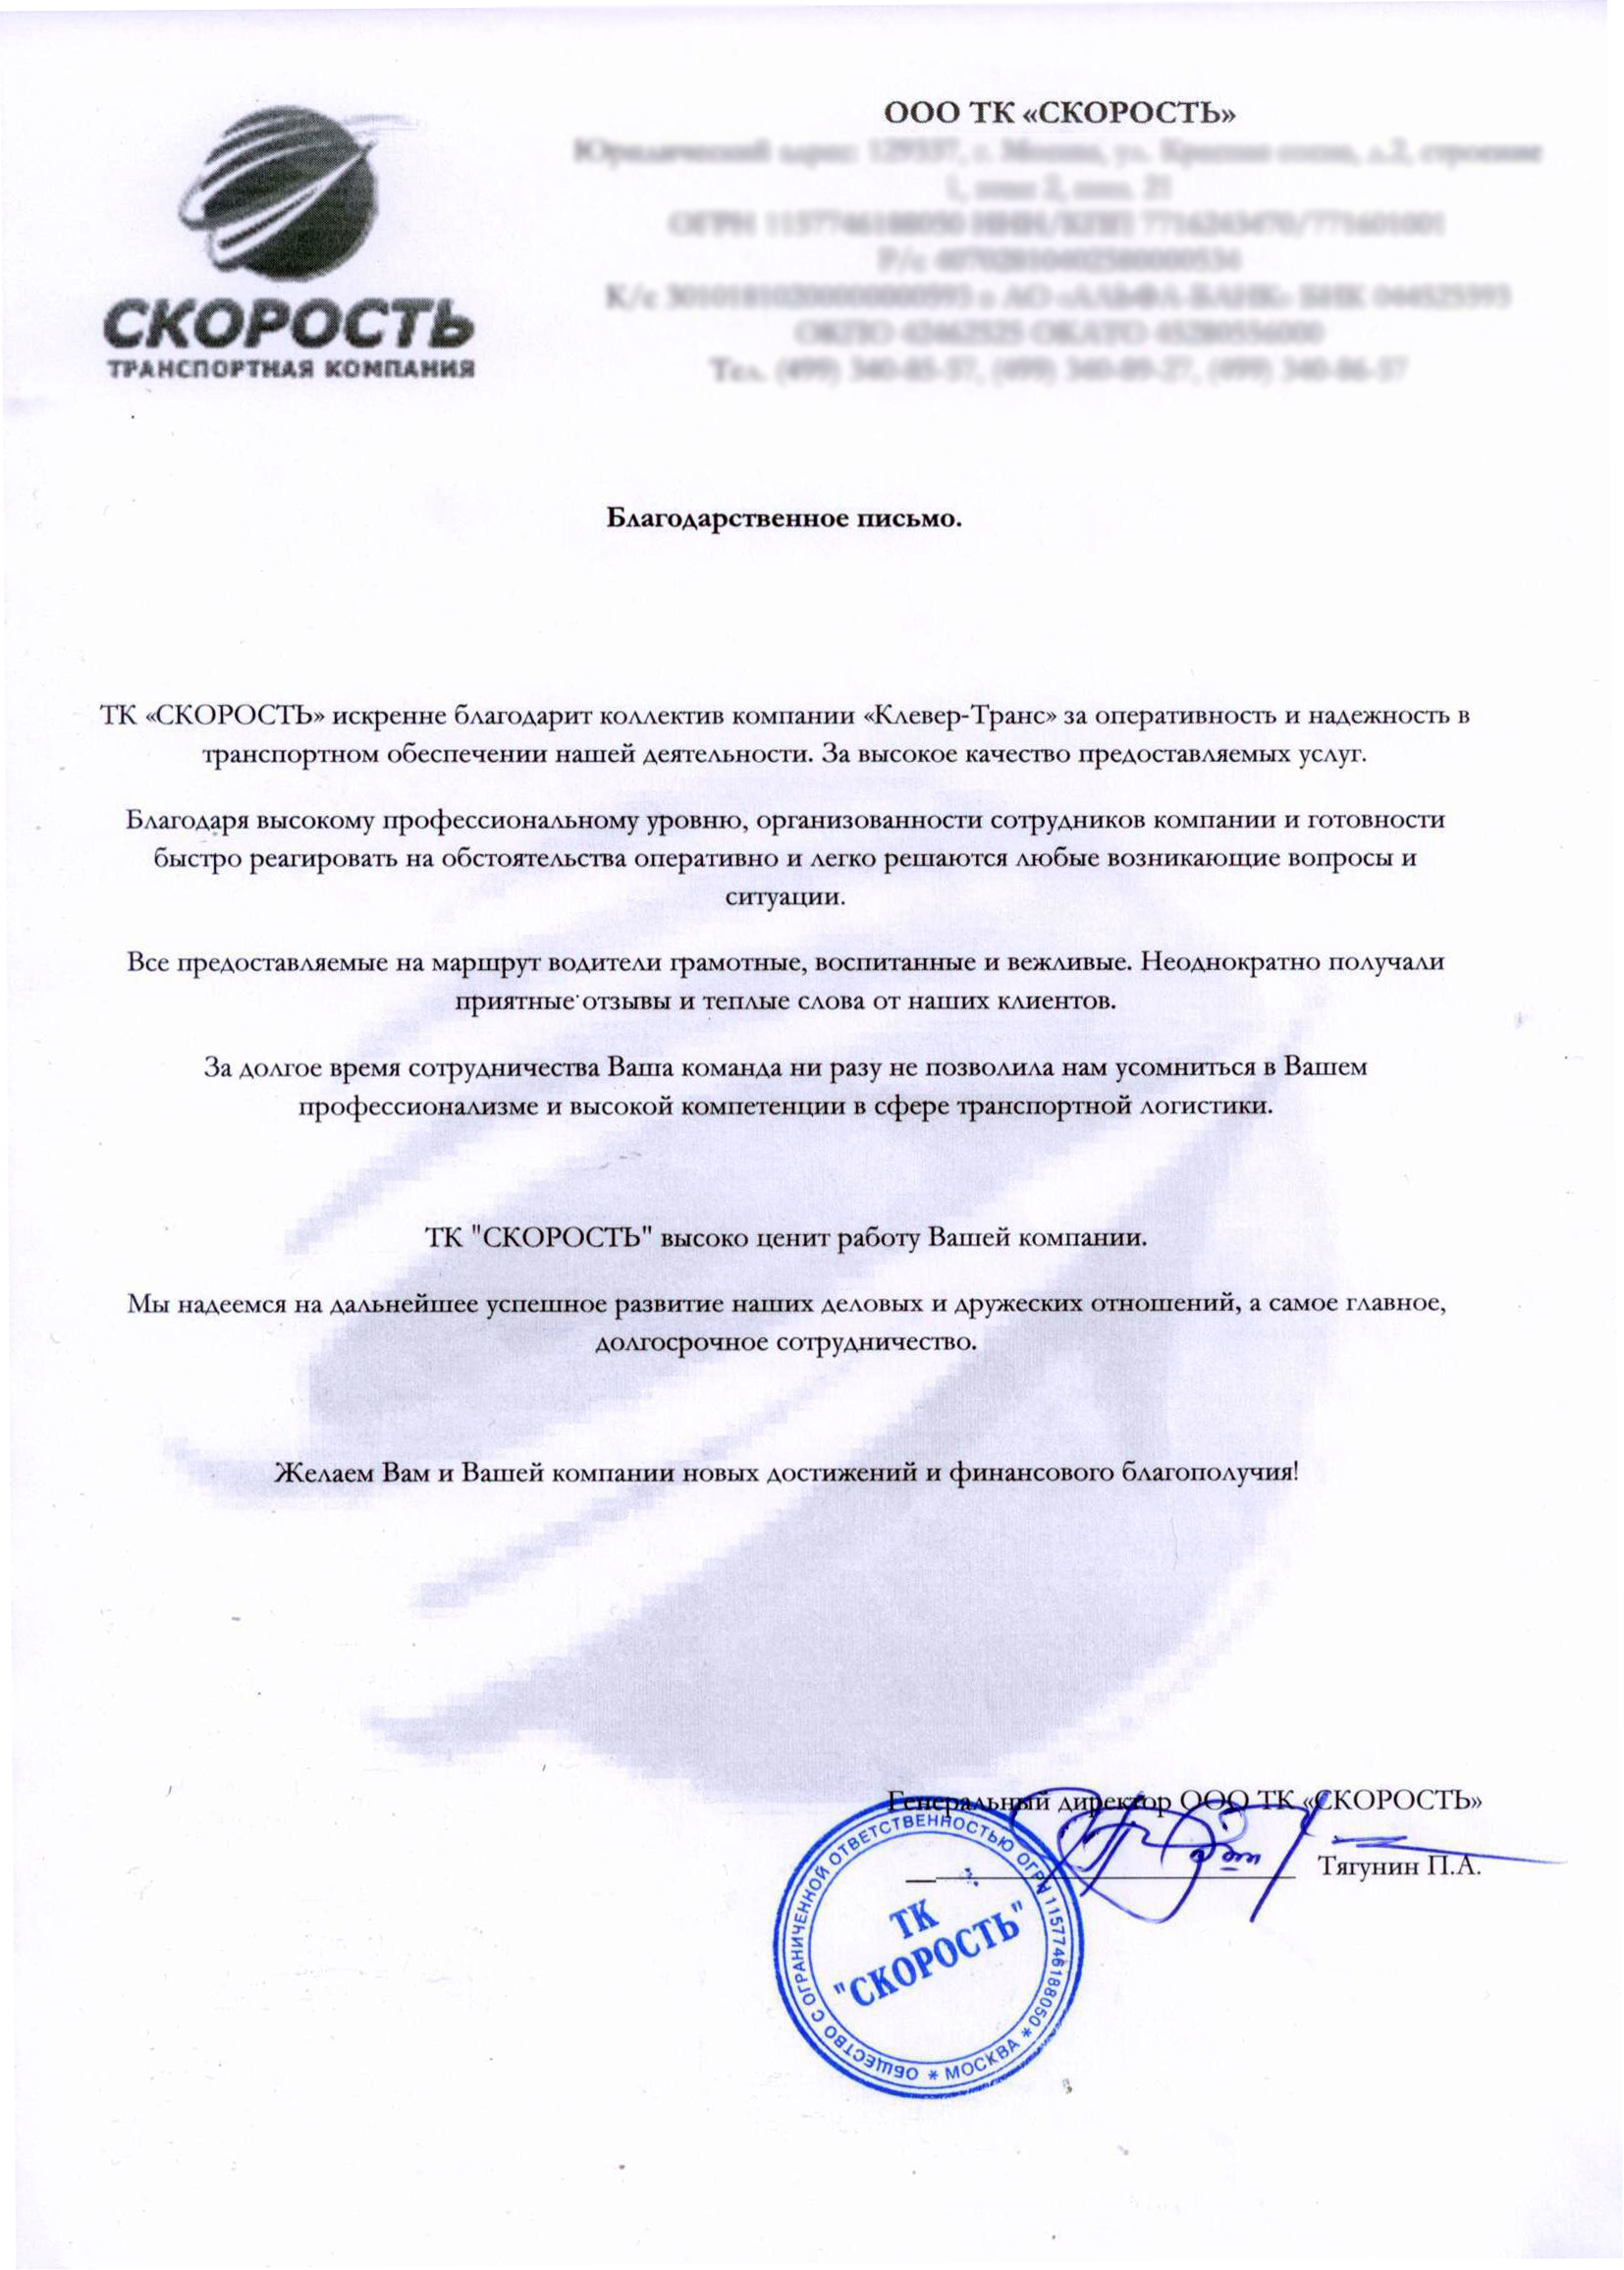 СКОРОСТЬ
ТРАНСПОРТНАЯ КОМПАНИЯ
ООО ТК «СКОРОСТЬ»
Благодарственное письмо.
ТК «СКОРОСТЬ» искренне благодарит коллектив компании «Клевер-Транс» за оперативность и надежность в
транспортном обеспечении нашей деятельности. За высокое качество предоставляемых услуг.
Благодаря высокому профессиональному уровню, организованности сотрудников компании и готовности
быстро реагировать на обстоятельства оперативно и легко решаются любые возникающие вопросы и
ситуации.
Все предоставляемые на маршрут водители грамотные, воспитанные и вежливые. Неоднократно получали
приятные отзывы и теплые слова от наших клиентов.
За долгое время сотрудничества Ваша команда ни разу не позволила нам усомниться в Вашем
профессионализме и высокой компетенции в сфере транспортной логистики.
ТК "СКОРОСТЬ" высоко ценит работу Вашей компании.
Мы надеемся на дальнейшее успешное развитие наших деловых и дружеских отношений, а самое главное,
долгосрочное сотрудничество.
Желаем Вам и Вашей компании новых достижений и финансового благополучия!
Генеральный директор ООО ТК «СКОРОСТЬ»
Тягунин П.А.
ОБЩЕСТВО С ОГРАНИЧЕННОЙ ОТВЕТСТВЕННОСТЬЮ ОГРН 1157746188050 * МОСКВА *
ТК
"СКОРОСТЬ"